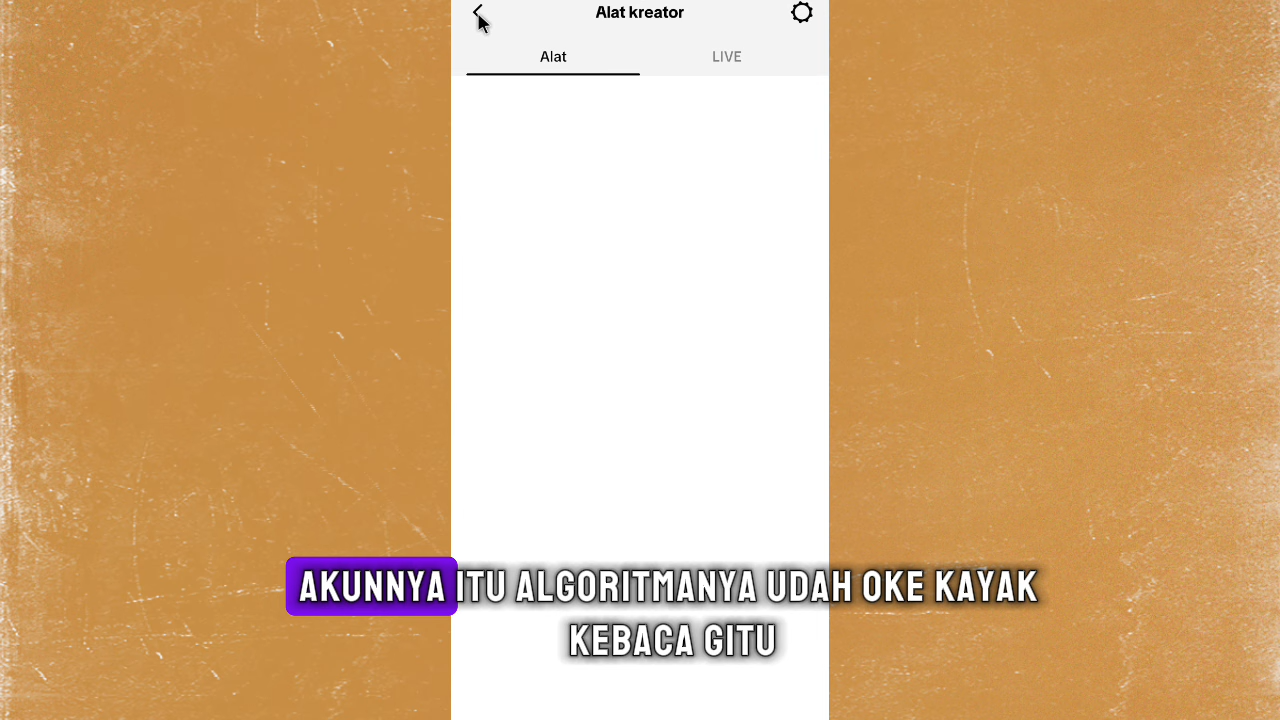 Alat kreator
Alat LIVE
AKUNNYA ITU ALGORITMANYA UDAH OKE KAYAK
KEBACA GITU